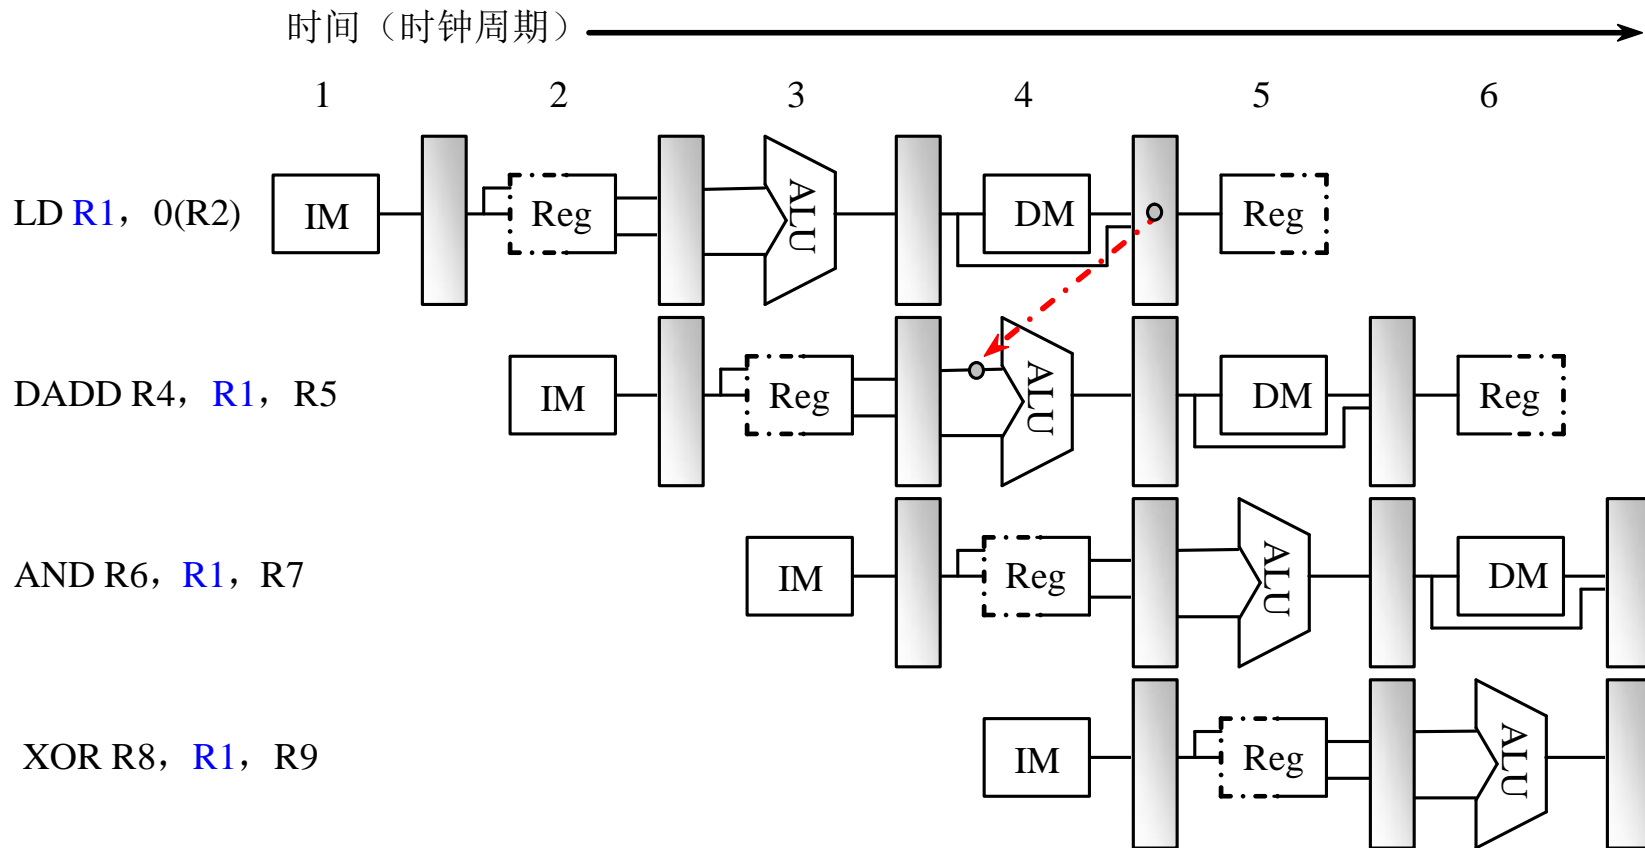 时间（时钟周期）
1 2 3 4 5 6
LD R1，0(R2) IM Reg ALU DM Reg
DADD R4，R1，R5 IM Reg ALU DM Reg
AND R6，R1，R7 IM Reg ALU DM
XOR R8，R1，R9 IM Reg ALU